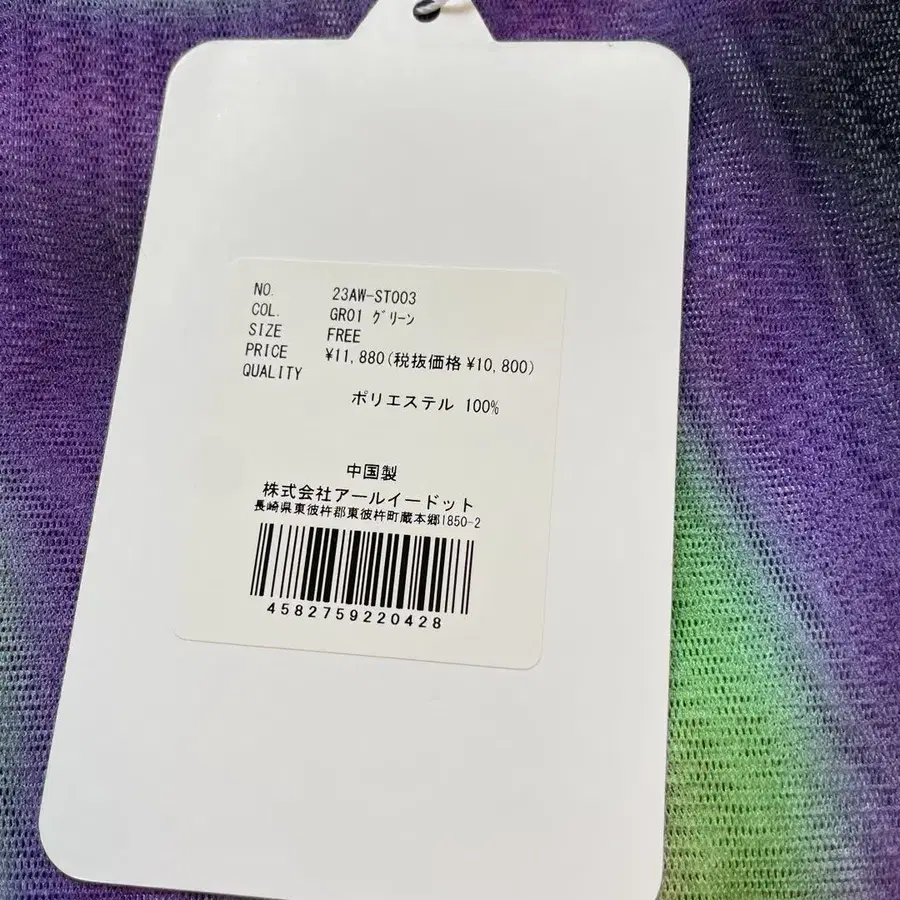 NO. 23AW-ST003
COL. GR01 グリーン
SIZE FREE
PRICE ¥11,880(税抜価格 ¥10,800)
QUALITY
ポリエステル 100%
中国製
株式会社アールイードット
長崎県東彼杵郡東彼杵町蔵本郷1850-2
4582759220428